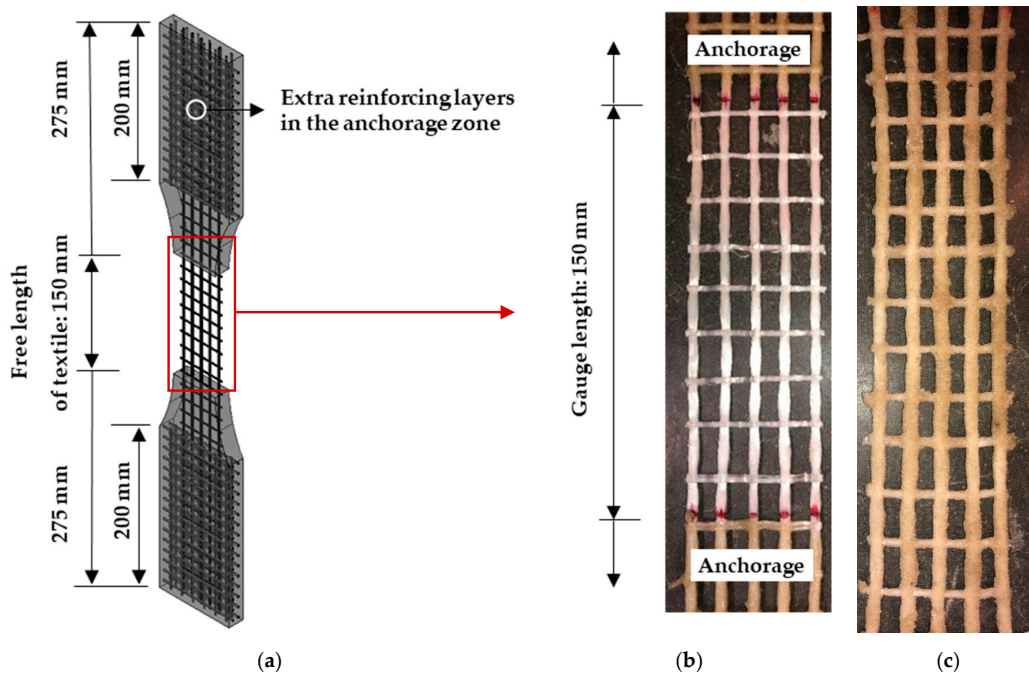 275 mm
200 mm
Extra reinforcing layers
in the anchorage zone
Free length
of textile: 150 mm
275 mm
200 mm
(a)
Anchorage
Gauge length: 150 mm
Anchorage
(b)
(c)